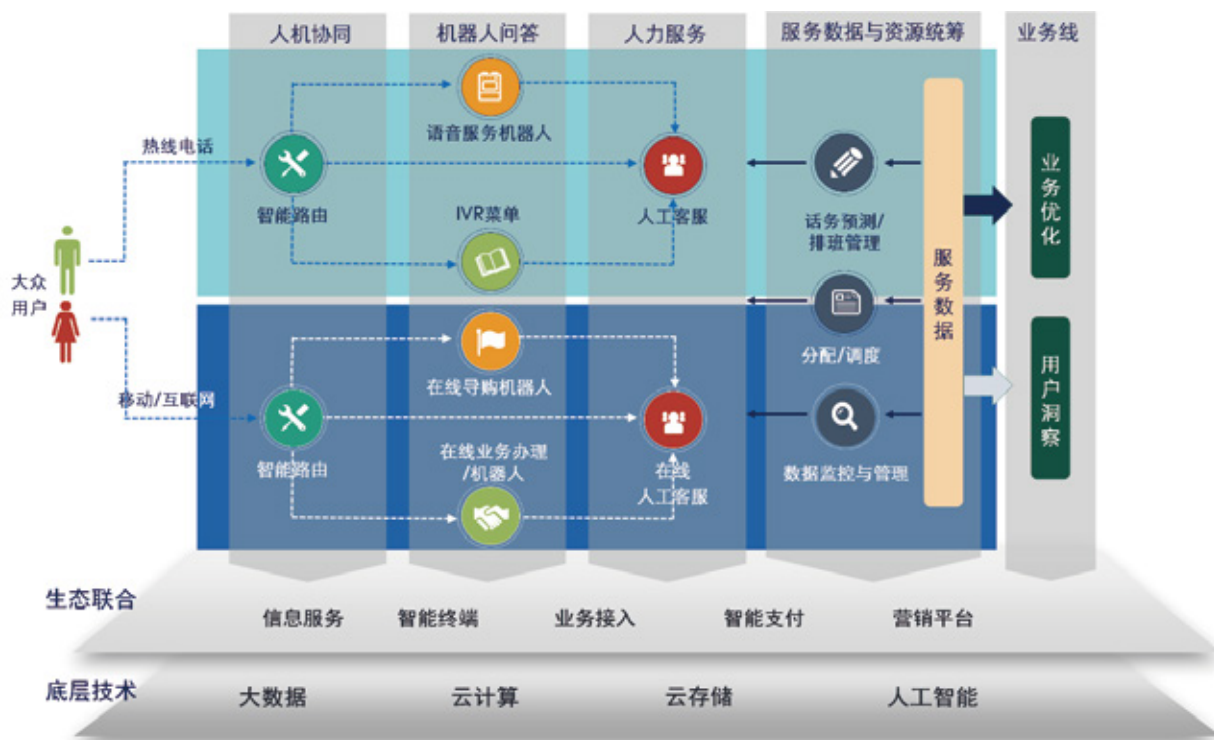 人机协同
机器人问答
人力服务
服务数据与资源统筹
业务线
热线电话
语音服务机器人
智能路由
IVR菜单
人工客服
话务预测/
排班管理
服务数据
业务优化
大众
用户
移动/互联网
在线导购机器人
智能路由
在线业务办理
/机器人
在线
人工客服
分配/调度
数据监控与管理
用户洞察
生态联合
信息服务
智能终端
业务接入
智能支付
营销平台
底层技术
大数据
云计算
云存储
人工智能